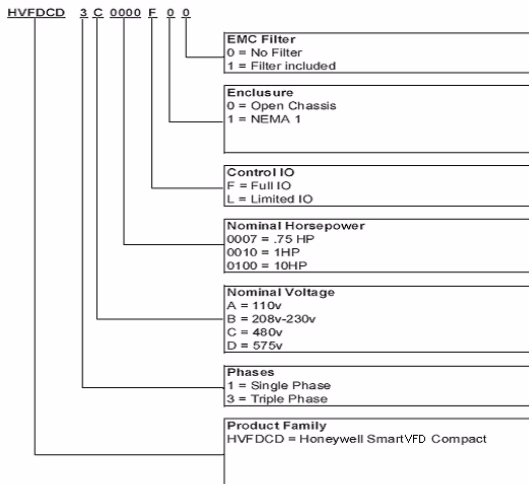 HVFDCD 3 C 0000 F 0 0
EMC Filter
0 = No Filter
1 = Filter included
Enclusure
0 = Open Chassis
1 = NEMA 1
Control IO
F = Full IO
L = Limited IO
Nominal Horsepower
0007 = .75 HP
0010 = 1HP
0100 = 10HP
Nominal Voltage
A = 110v
B = 208v-230v
C = 480v
D = 575v
Phases
1 = Single Phase
3 = Triple Phase
Product Family
HVFDCD = Honeywell SmartVFD Compact